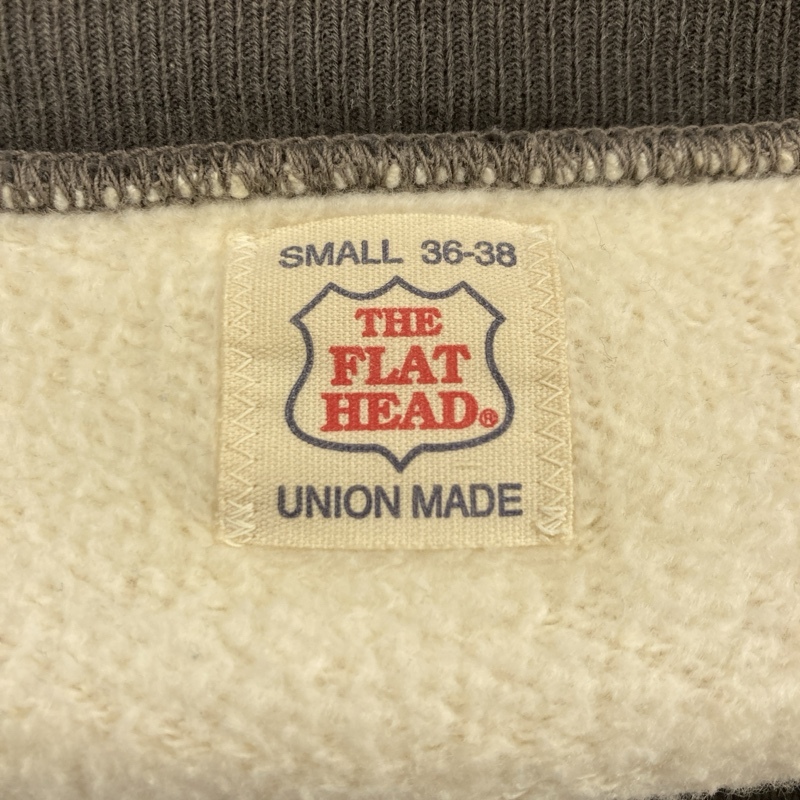 SMALL 36-38
THE
FLAT
HEAD®
UNION MADE